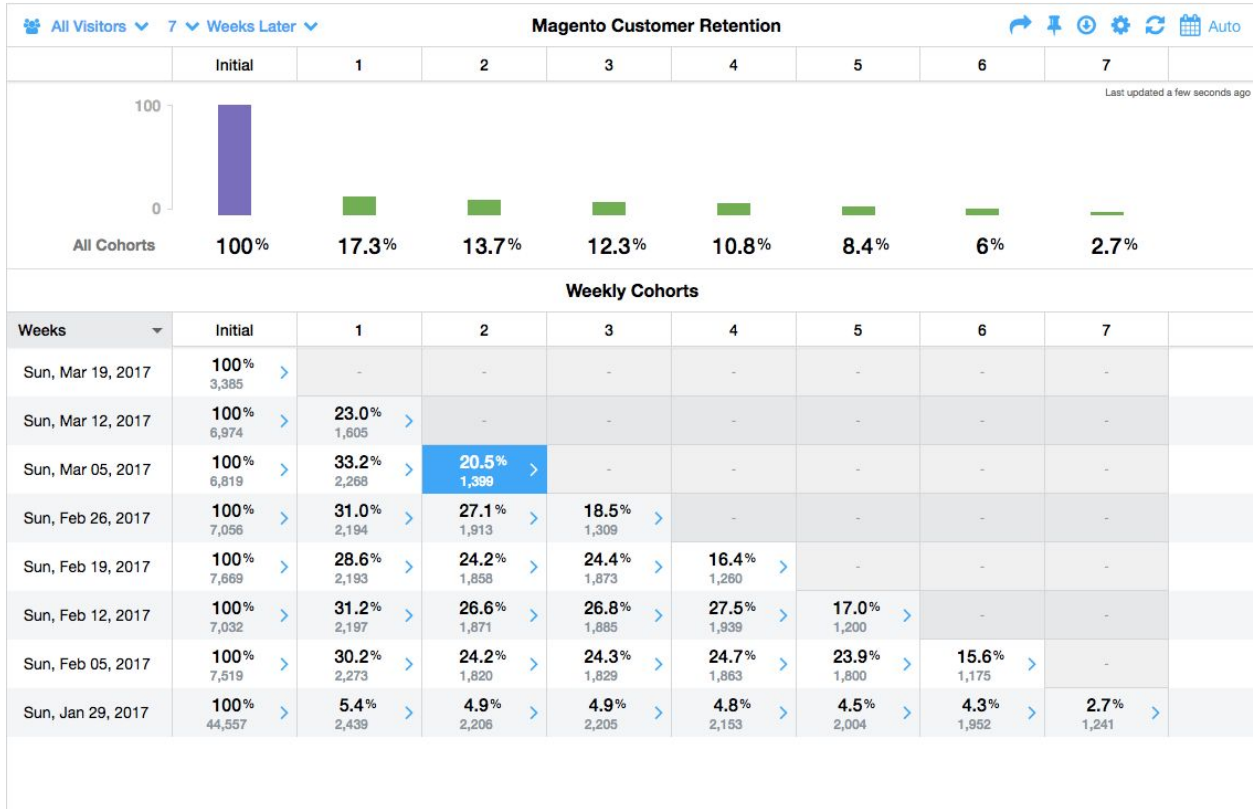 All Visitors 7 Weeks Later Magento Customer Retention Auto
Initial 1 2 3 4 5 6 7
Last updated a few seconds ago
100
0
All Cohorts 100% 17.3% 13.7% 12.3% 10.8% 8.4% 6% 2.7%
Weekly Cohorts
Weeks Initial 1 2 3 4 5 6 7
Sun, Mar 19, 2017 100% - - - - - - -
3,385
Sun, Mar 12, 2017 100% 23.0% - - - - - -
6,974 1,605
Sun, Mar 05, 2017 100% 33.2% 20.5% - - - - -
6,819 2,268 1,399
Sun, Feb 26, 2017 100% 31.0% 27.1% 18.5% - - - -
7,056 2,194 1,913 1,309
Sun, Feb 19, 2017 100% 28.6% 24.2% 24.4% 16.4% - - -
7,669 2,193 1,858 1,873 1,260
Sun, Feb 12, 2017 100% 31.2% 26.6% 26.8% 27.5% 17.0% - -
7,032 2,197 1,871 1,885 1,939 1,200
Sun, Feb 05, 2017 100% 30.2% 24.2% 24.3% 24.7% 23.9% 15.6% -
7,519 2,273 1,820 1,829 1,863 1,800 1,175
Sun, Jan 29, 2017 100% 5.4% 4.9% 4.9% 4.8% 4.5% 4.3% 2.7%
44,557 2,439 2,206 2,205 2,153 2,004 1,952 1,241